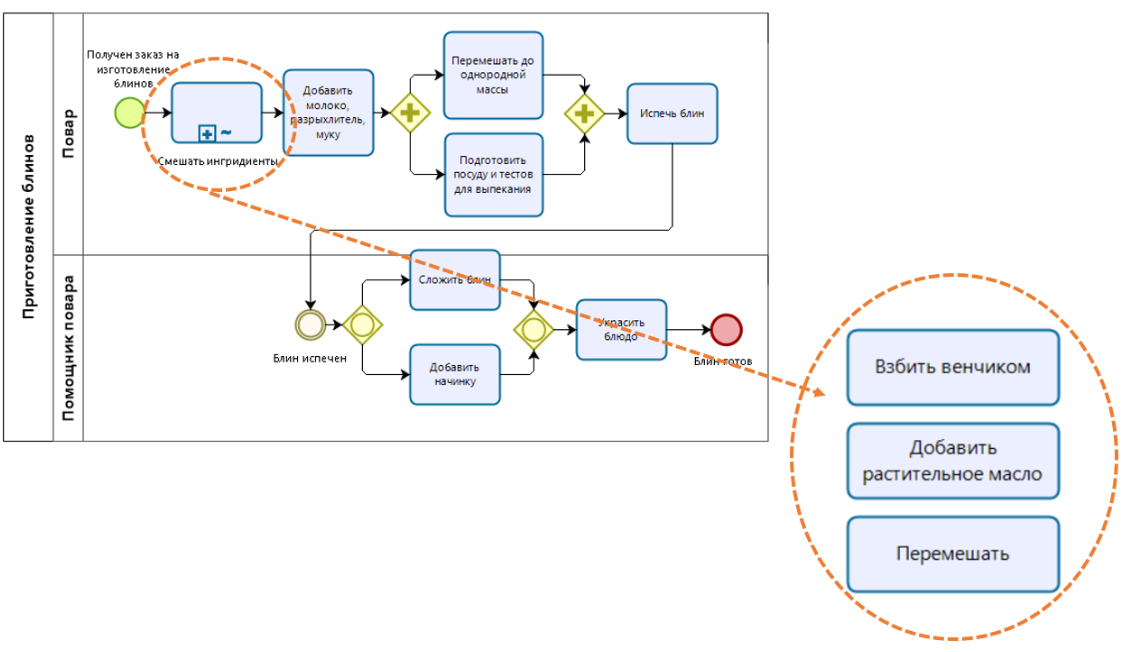 Приготовление блинов
Повар
Получен заказ на
изготовление
блинов
Смешать ингридиенты
Добавить
молоко,
разрыхлитель,
муку
Перемешать до
однородной
массы
Подготовить
посуду и тестов
для выпекания
Испечь блин
Помощник повара
Блин испечен
Сложить блин
Добавить
начинку
Украсить
блюдо
Блин готов
Взбить венчиком
Добавить
растительное масло
Перемешать